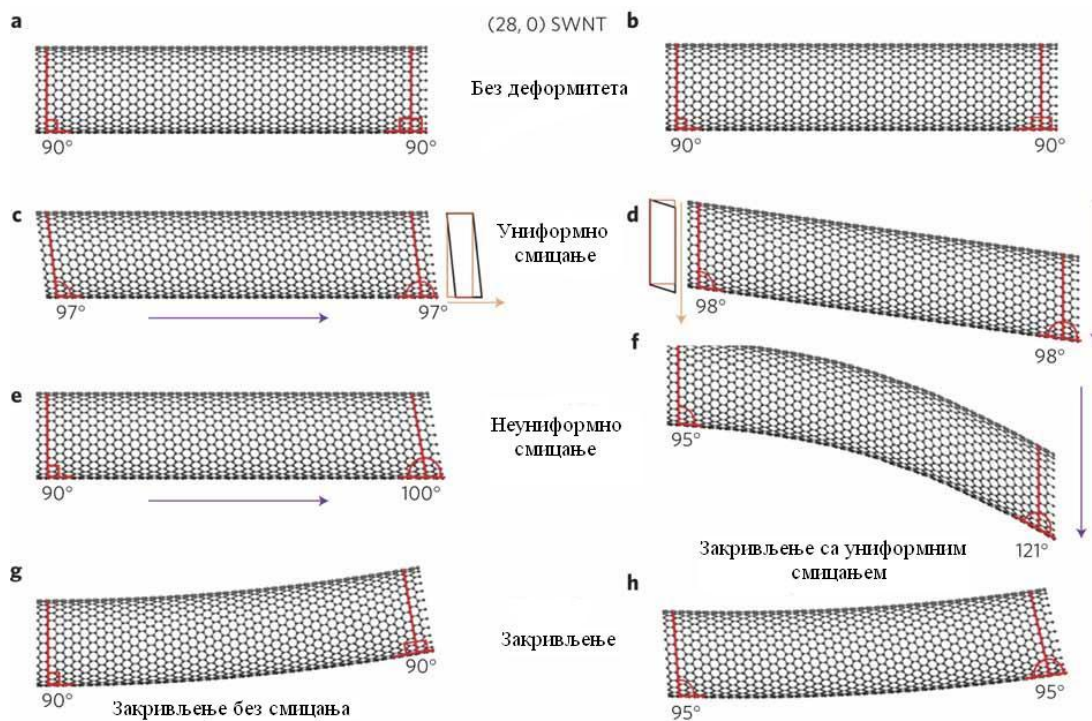 a
(28, 0) SWNT
b
Без деформитета
90°
90°
90°
90°
c
Униформно
смицање
d
97°
97°
98°
98°
e
Неуниформно
смицање
f
90°
100°
95°
121°
Закривљење са униформним
смицањем
g
Закривљење
h
90°
90°
95°
95°
Закривљење без смицања